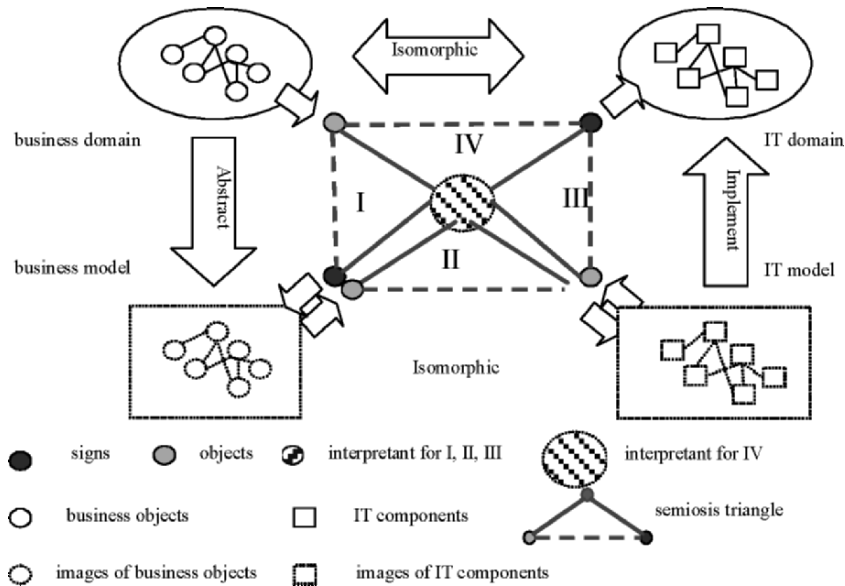 Isomorphic
business domain
IV
IT domain
Abstract
I
III
Implement
business model
II
IT model
Isomorphic
signs
objects
interpretant for I, II, III
interpretant for IV
business objects
IT components
semiosis triangle
images of business objects
images of IT components